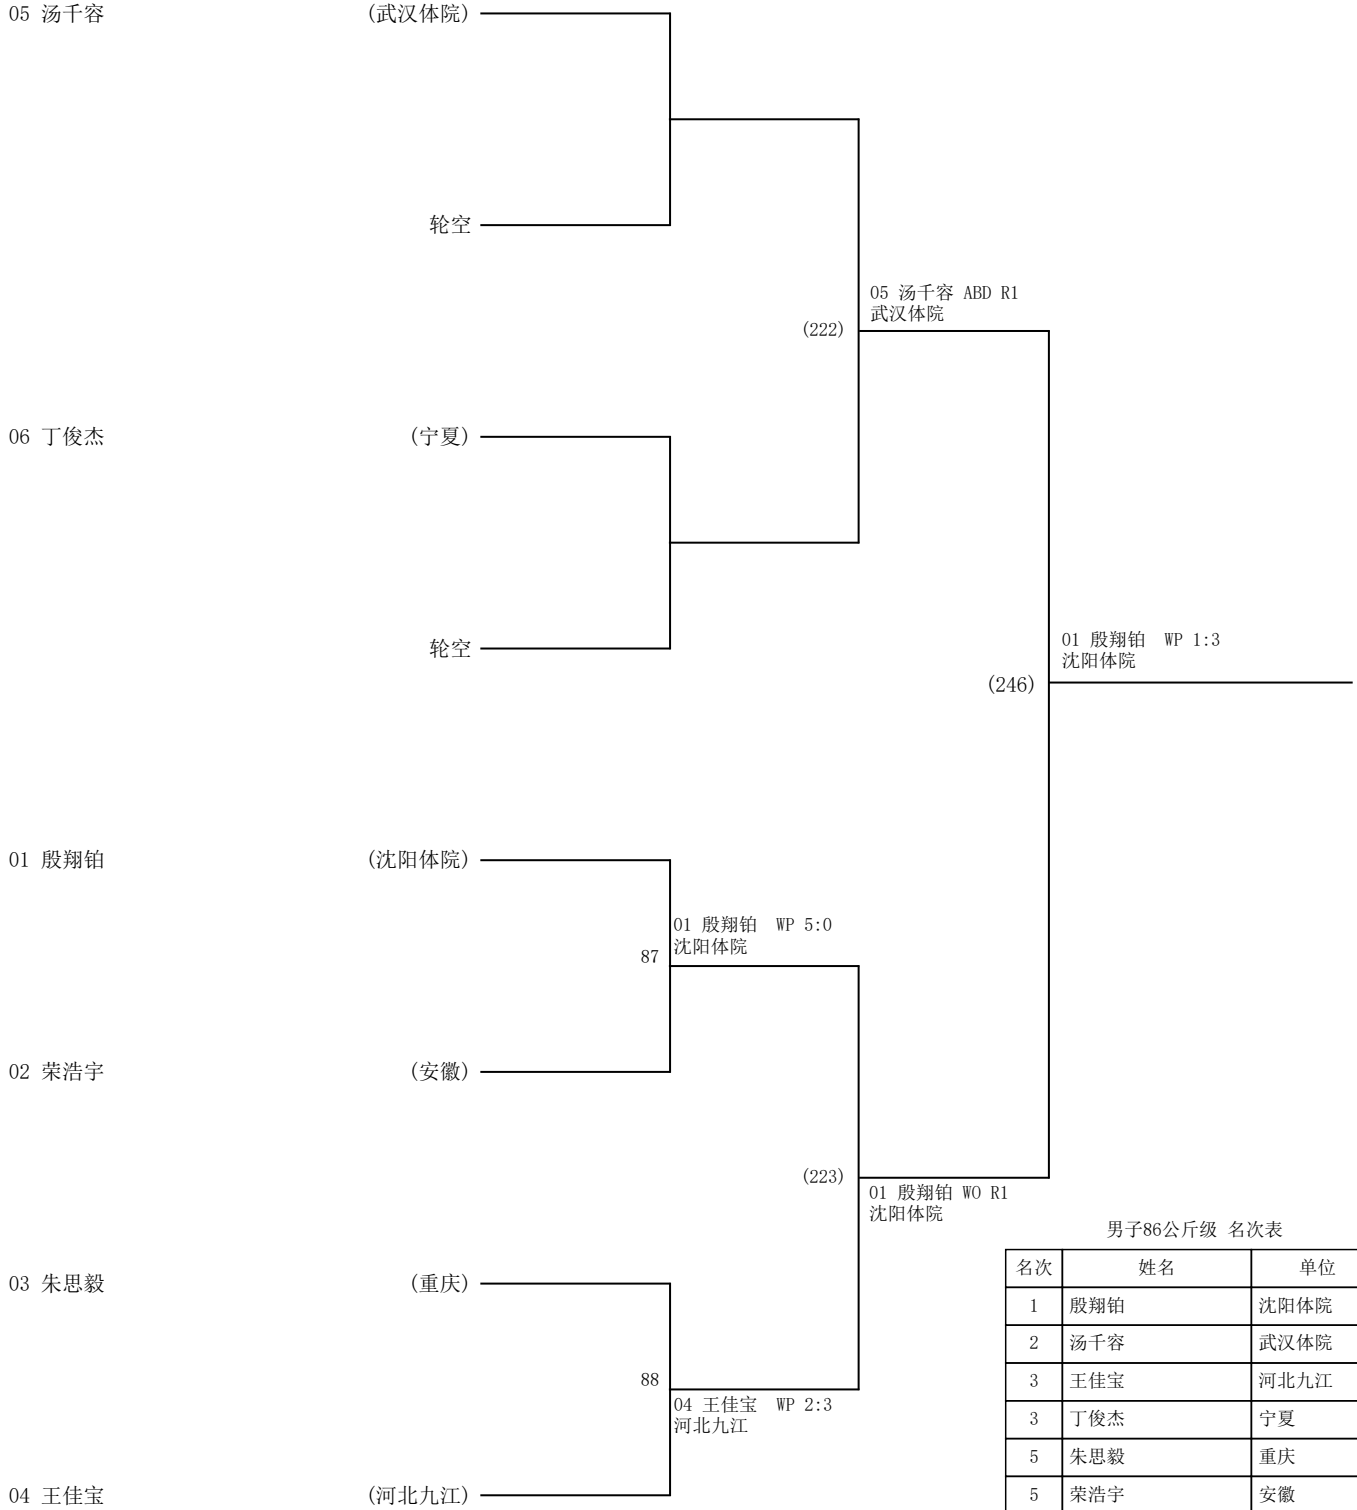 05 汤千容 (武汉体院)
轮空
05 汤千容 ABD R1
武汉体院
(222)
06 丁俊杰 (宁夏)
轮空
01 殷翔铂 WP 1:3
沈阳体院
(246)
01 殷翔铂 (沈阳体院)
01 殷翔铂 WP 5:0
沈阳体院
87
02 荣浩宇 (安徽)
(223)
01 殷翔铂 WO R1
沈阳体院
03 朱思毅 (重庆)
88
04 王佳宝 WP 2:3
河北九江
04 王佳宝 (河北九江)
男子86公斤级 名次表
名次 姓名 单位
1 殷翔铂 沈阳体院
2 汤千容 武汉体院
3 王佳宝 河北九江
3 丁俊杰 宁夏
5 朱思毅 重庆
5 荣浩宇 安徽